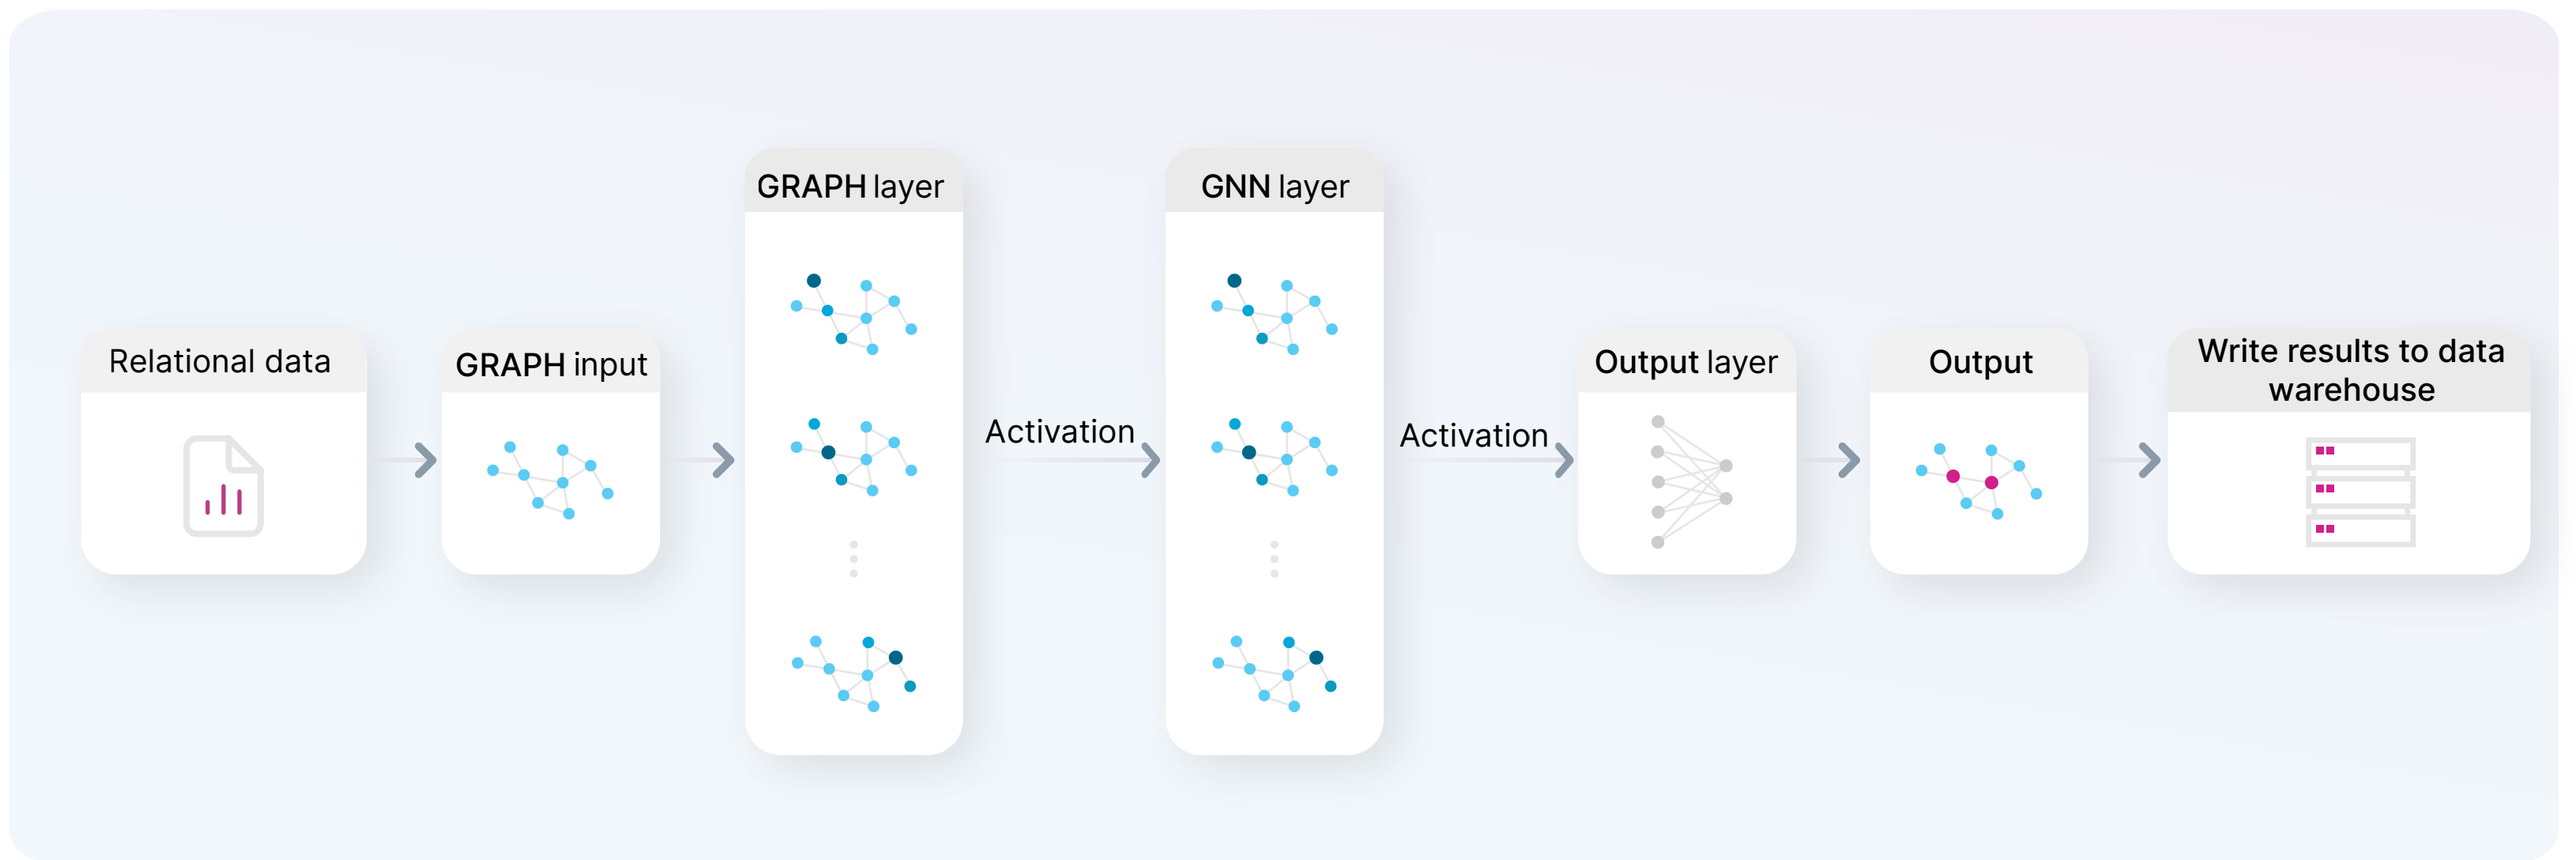 Relational data
GRAPH input
GRAPH layer
Activation
GNN layer
Activation
Output layer
Output
Write results to data
warehouse